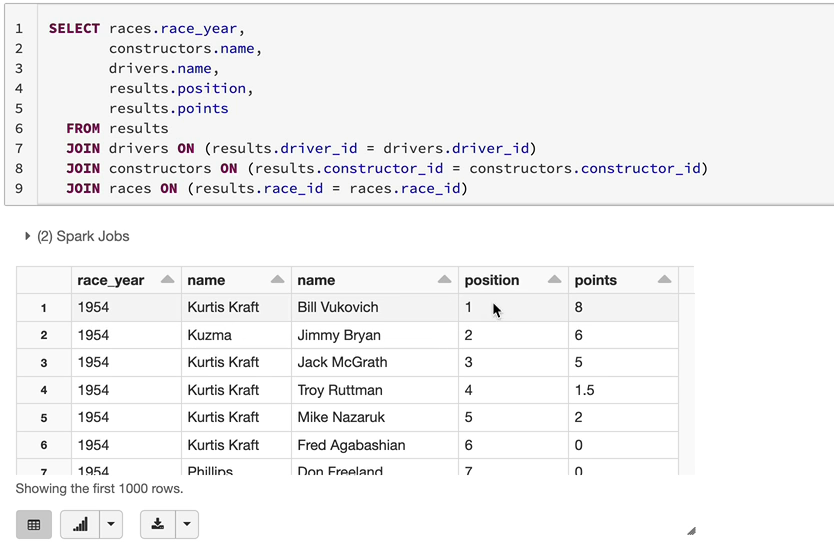 1 SELECT races.race_year,
2 constructors.name,
3 drivers.name,
4 results.position,
5 results.points
6 FROM results
7 JOIN drivers ON (results.driver_id = drivers.driver_id)
8 JOIN constructors ON (results.constructor_id = constructors.constructor_id)
9 JOIN races ON (results.race_id = races.race_id)
(2) Spark Jobs
race_year name name position points
1 1954 Kurtis Kraft Bill Vukovich 1 8
2 1954 Kuzma Jimmy Bryan 2 6
3 1954 Kurtis Kraft Jack McGrath 3 5
4 1954 Kurtis Kraft Troy Ruttman 4 1.5
5 1954 Kurtis Kraft Mike Nazaruk 5 2
6 1954 Kurtis Kraft Fred Agabashian 6 0
7 1954 Phillips Don Freeland 7 0
Showing the first 1000 rows.